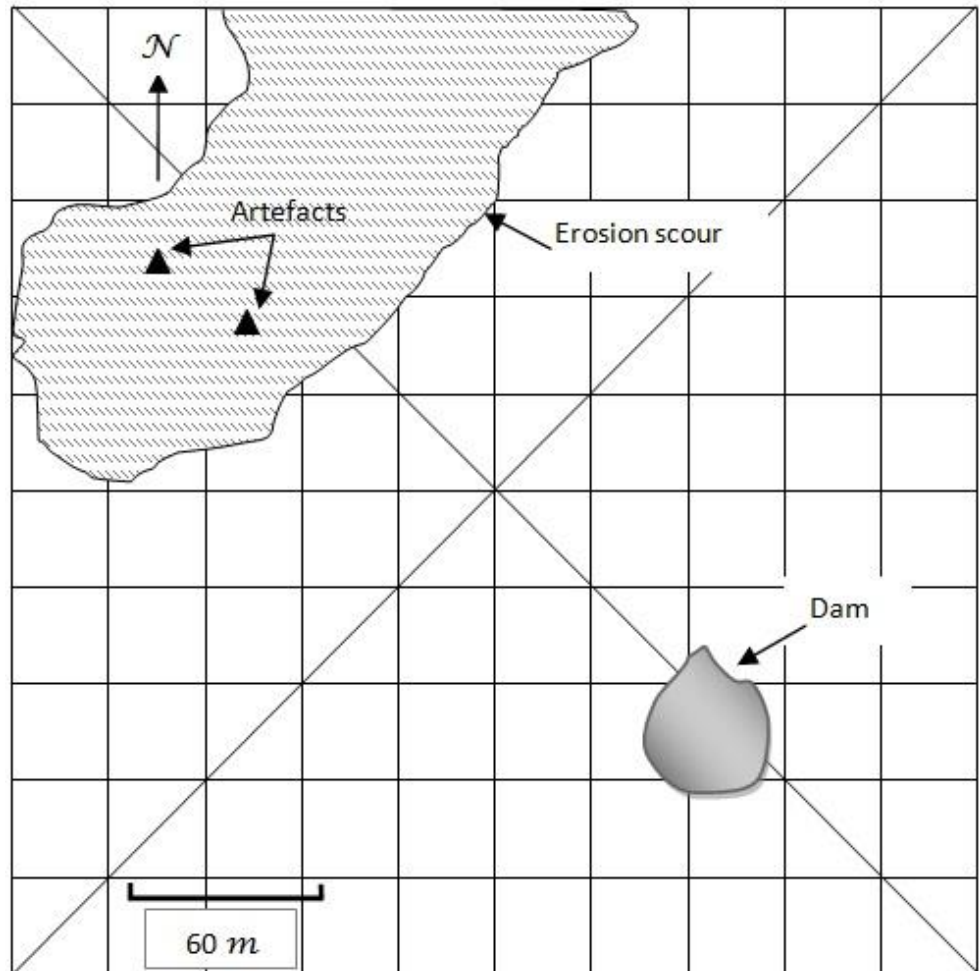 𝒩
Artefacts
Erosion scour
Dam
60 𝑚